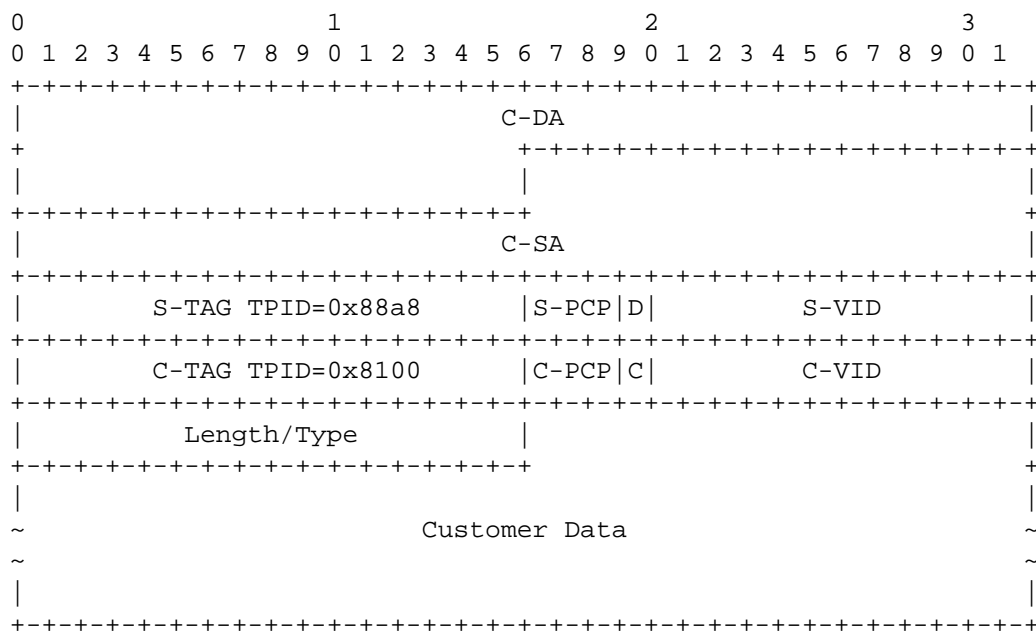 0                   1                   2                   3
0 1 2 3 4 5 6 7 8 9 0 1 2 3 4 5 6 7 8 9 0 1 2 3 4 5 6 7 8 9 0 1
+-+-+-+-+-+-+-+-+-+-+-+-+-+-+-+-+-+-+-+-+-+-+-+-+-+-+-+-+-+-+-+-+
|                              C-DA                             |
+                               +-+-+-+-+-+-+-+-+-+-+-+-+-+-+-+-+
|                               |                               |
+-+-+-+-+-+-+-+-+-+-+-+-+-+-+-+-+                               +
|                              C-SA                             |
+-+-+-+-+-+-+-+-+-+-+-+-+-+-+-+-+-+-+-+-+-+-+-+-+-+-+-+-+-+-+-+-+
|        S-TAG TPID=0x88a8      |S-PCP|D|         S-VID         |
+-+-+-+-+-+-+-+-+-+-+-+-+-+-+-+-+-+-+-+-+-+-+-+-+-+-+-+-+-+-+-+-+
|        C-TAG TPID=0x8100      |C-PCP|C|         C-VID         |
+-+-+-+-+-+-+-+-+-+-+-+-+-+-+-+-+-+-+-+-+-+-+-+-+-+-+-+-+-+-+-+-+
|          Length/Type          |                               |
+-+-+-+-+-+-+-+-+-+-+-+-+-+-+-+-+                               +
|                                                               |
~                         Customer Data                         ~
~                                                               ~
|                                                               |
+-+-+-+-+-+-+-+-+-+-+-+-+-+-+-+-+-+-+-+-+-+-+-+-+-+-+-+-+-+-+-+-+